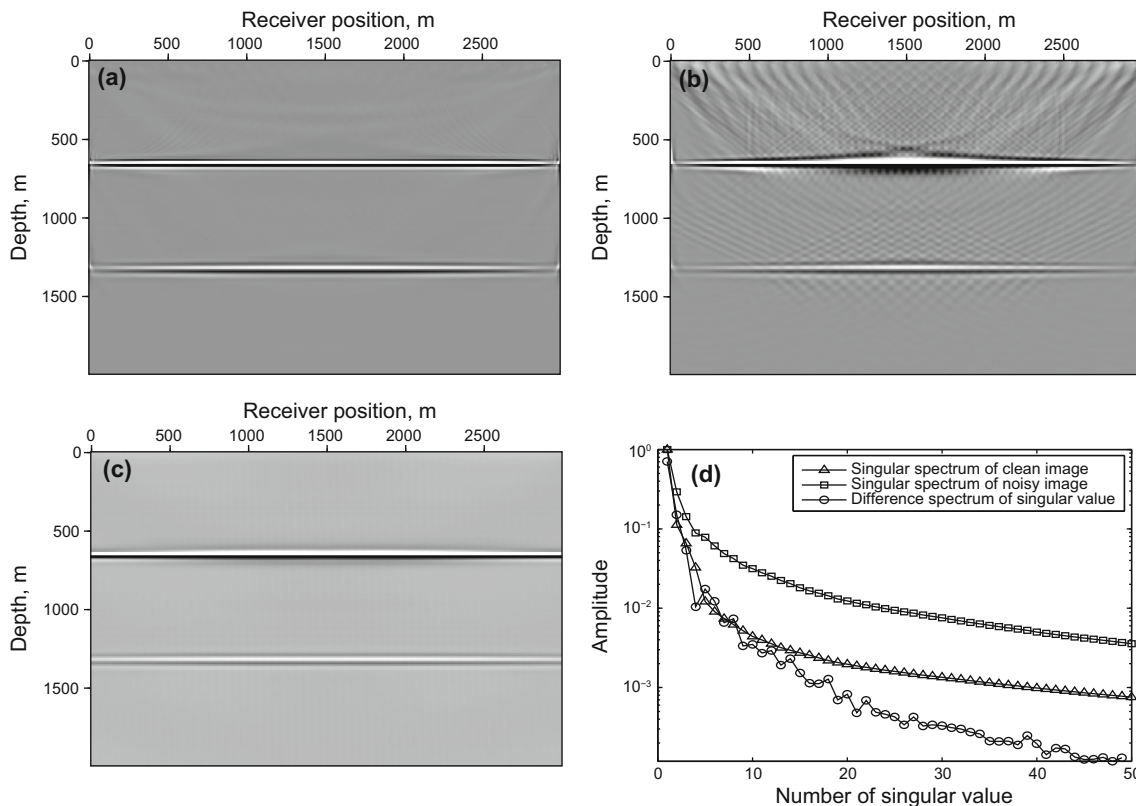 Receiver position, m
0 500 1000 1500 2000 2500
(a)
Depth, m
0
500
1000
1500
Receiver position, m
0 500 1000 1500 2000 2500
(b)
Depth, m
0
500
1000
1500
Receiver position, m
0 500 1000 1500 2000 2500
(c)
Depth, m
0
500
1000
1500
(d)
Singular spectrum of clean image
Singular spectrum of noisy image
Difference spectrum of singular value
Amplitude
10⁰
10⁻¹
10⁻²
10⁻³
0 10 20 30 40 50
Number of singular value